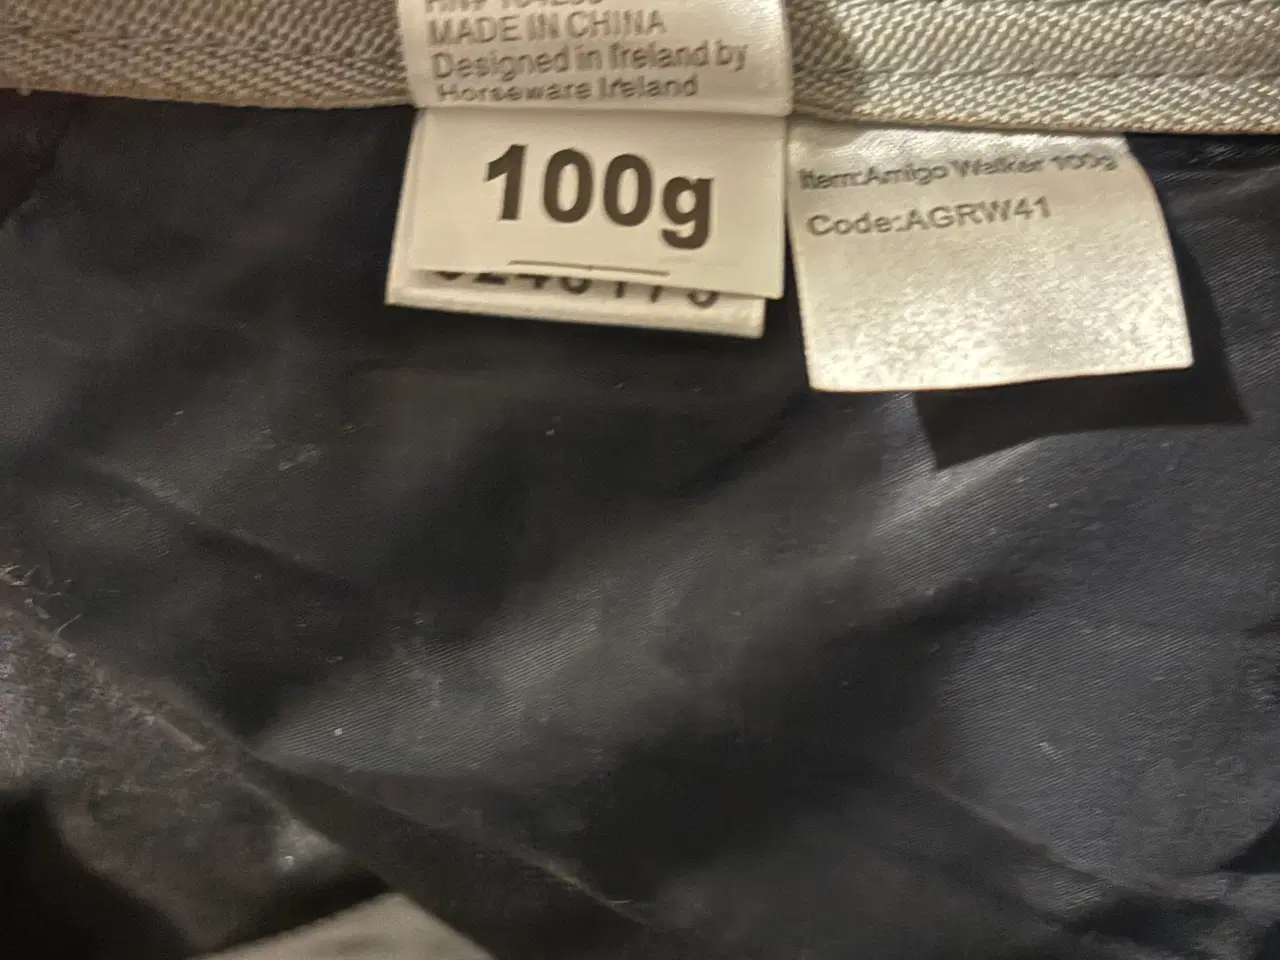 MADE IN CHINA
Designed in Ireland by
Horseware Ireland
100g
Item:Amigo Walker 100g
Code:AGRW41